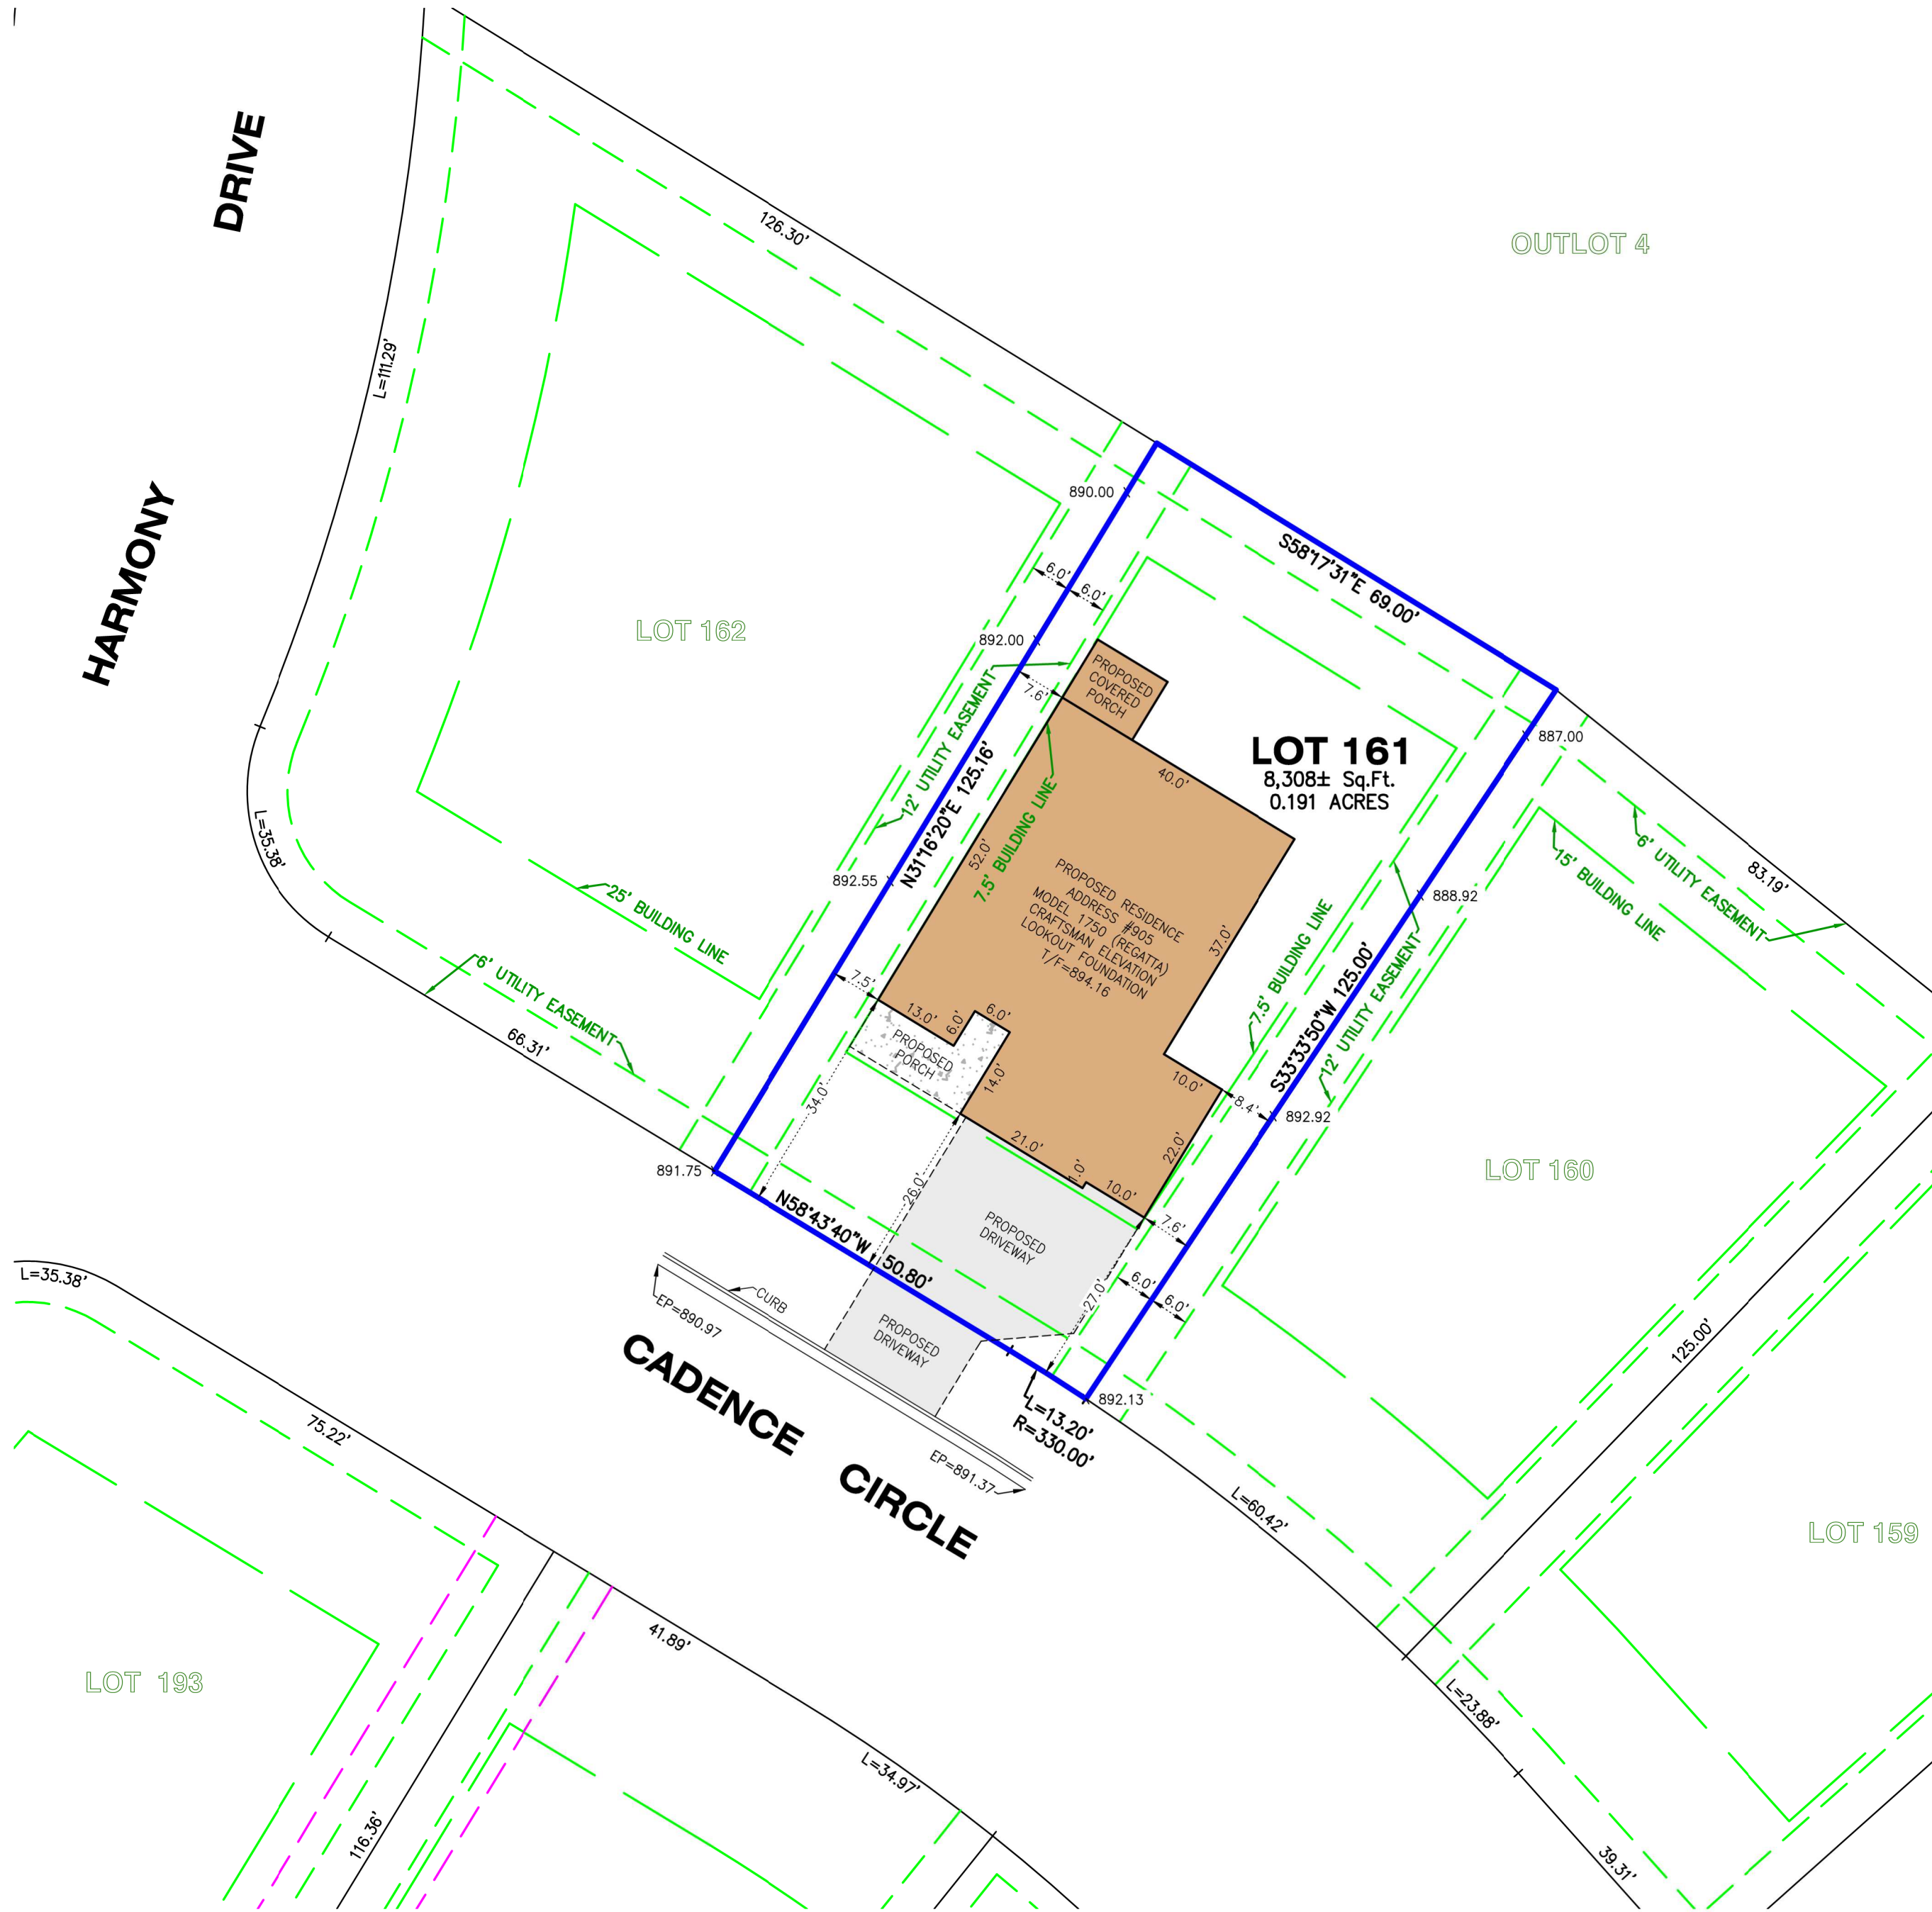 DRIVE
HARMONY
126.30'
OUTLOT 4
L=111.29'
LOT 162
890.00
6.0'
6.0'
892.00
7.6'
S58°17'31"E 69.00'
PROPOSED
COVERED
PORCH
LOT 161
8,308± Sq.Ft.
0.191 ACRES
887.00
40.0'
12' UTILITY EASEMENT
N31°16'20"E 125.16'
7.5' BUILDING LINE
52.0'
L=35.38'
892.55
25' BUILDING LINE
PROPOSED RESIDENCE
ADDRESS #905
MODEL 1750 (REGATTA)
CRAFTSMAN ELEVATION
LOOKOUT FOUNDATION
T/F=894.16
37.0'
888.92
83.19'
6' UTILITY EASEMENT
15' BUILDING LINE
7.5' BUILDING LINE
S33°33'50"W 125.00'
12' UTILITY EASEMENT
6' UTILITY EASEMENT
66.31'
7.5'
13.0'
6.0'
6.0'
PROPOSED
PORCH
14.0'
34.0'
10.0'
8.4'
892.92
21.0'
22.0'
1.0'
10.0'
891.75
26.0'
7.6'
LOT 160
N58°43'40"W 50.80'
PROPOSED
DRIVEWAY
27.0'
6.0'
6.0'
L=35.38'
CURB
EP=890.97
PROPOSED
DRIVEWAY
125.00'
CADENCE
CIRCLE
892.13
L=13.20'
R=330.00'
EP=891.37
75.22'
L=60.42'
LOT 159
41.89'
LOT 193
L=23.88'
L=34.97'
116.36'
39.31'